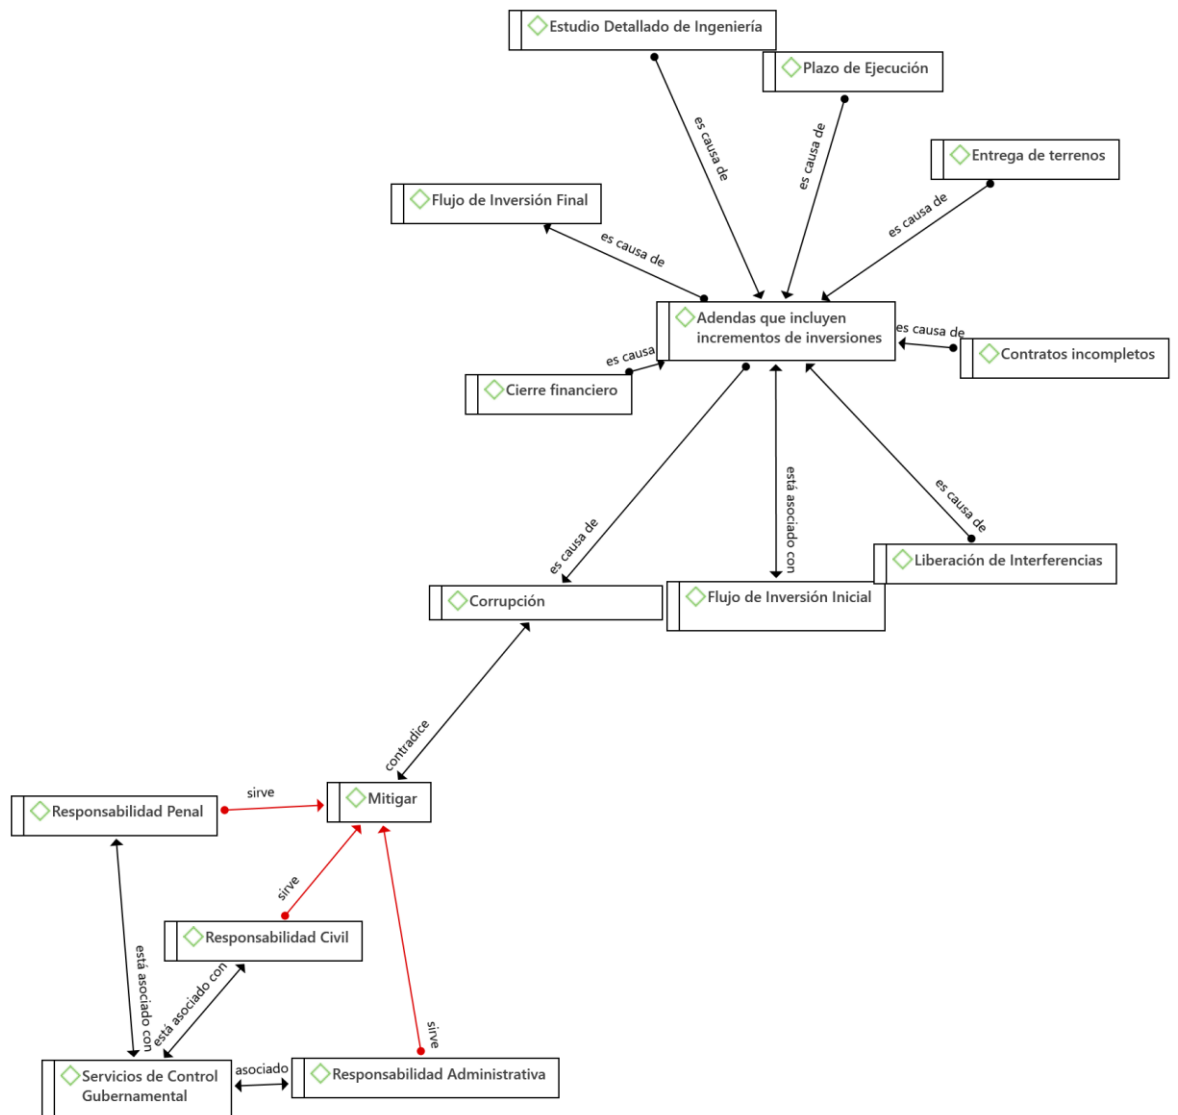 Estudio Detallado de Ingeniería
Plazo de Ejecución
es causa de
es causa de
Entrega de terrenos
Flujo de Inversión Final
es causa de
es causa de
Adendas que incluyen
incrementos de inversiones
es causa de
Contratos incompletos
es causa
Cierre financiero
está asociado con
es causa de
es causa de
Liberación de Interferencias
Corrupción
Flujo de Inversión Inicial
contradice
Mitigar
sirve
Responsabilidad Penal
sirve
Responsabilidad Civil
está asociado con
está asociado con
sirve
Servicios de Control
Gubernamental
asociado
Responsabilidad Administrativa